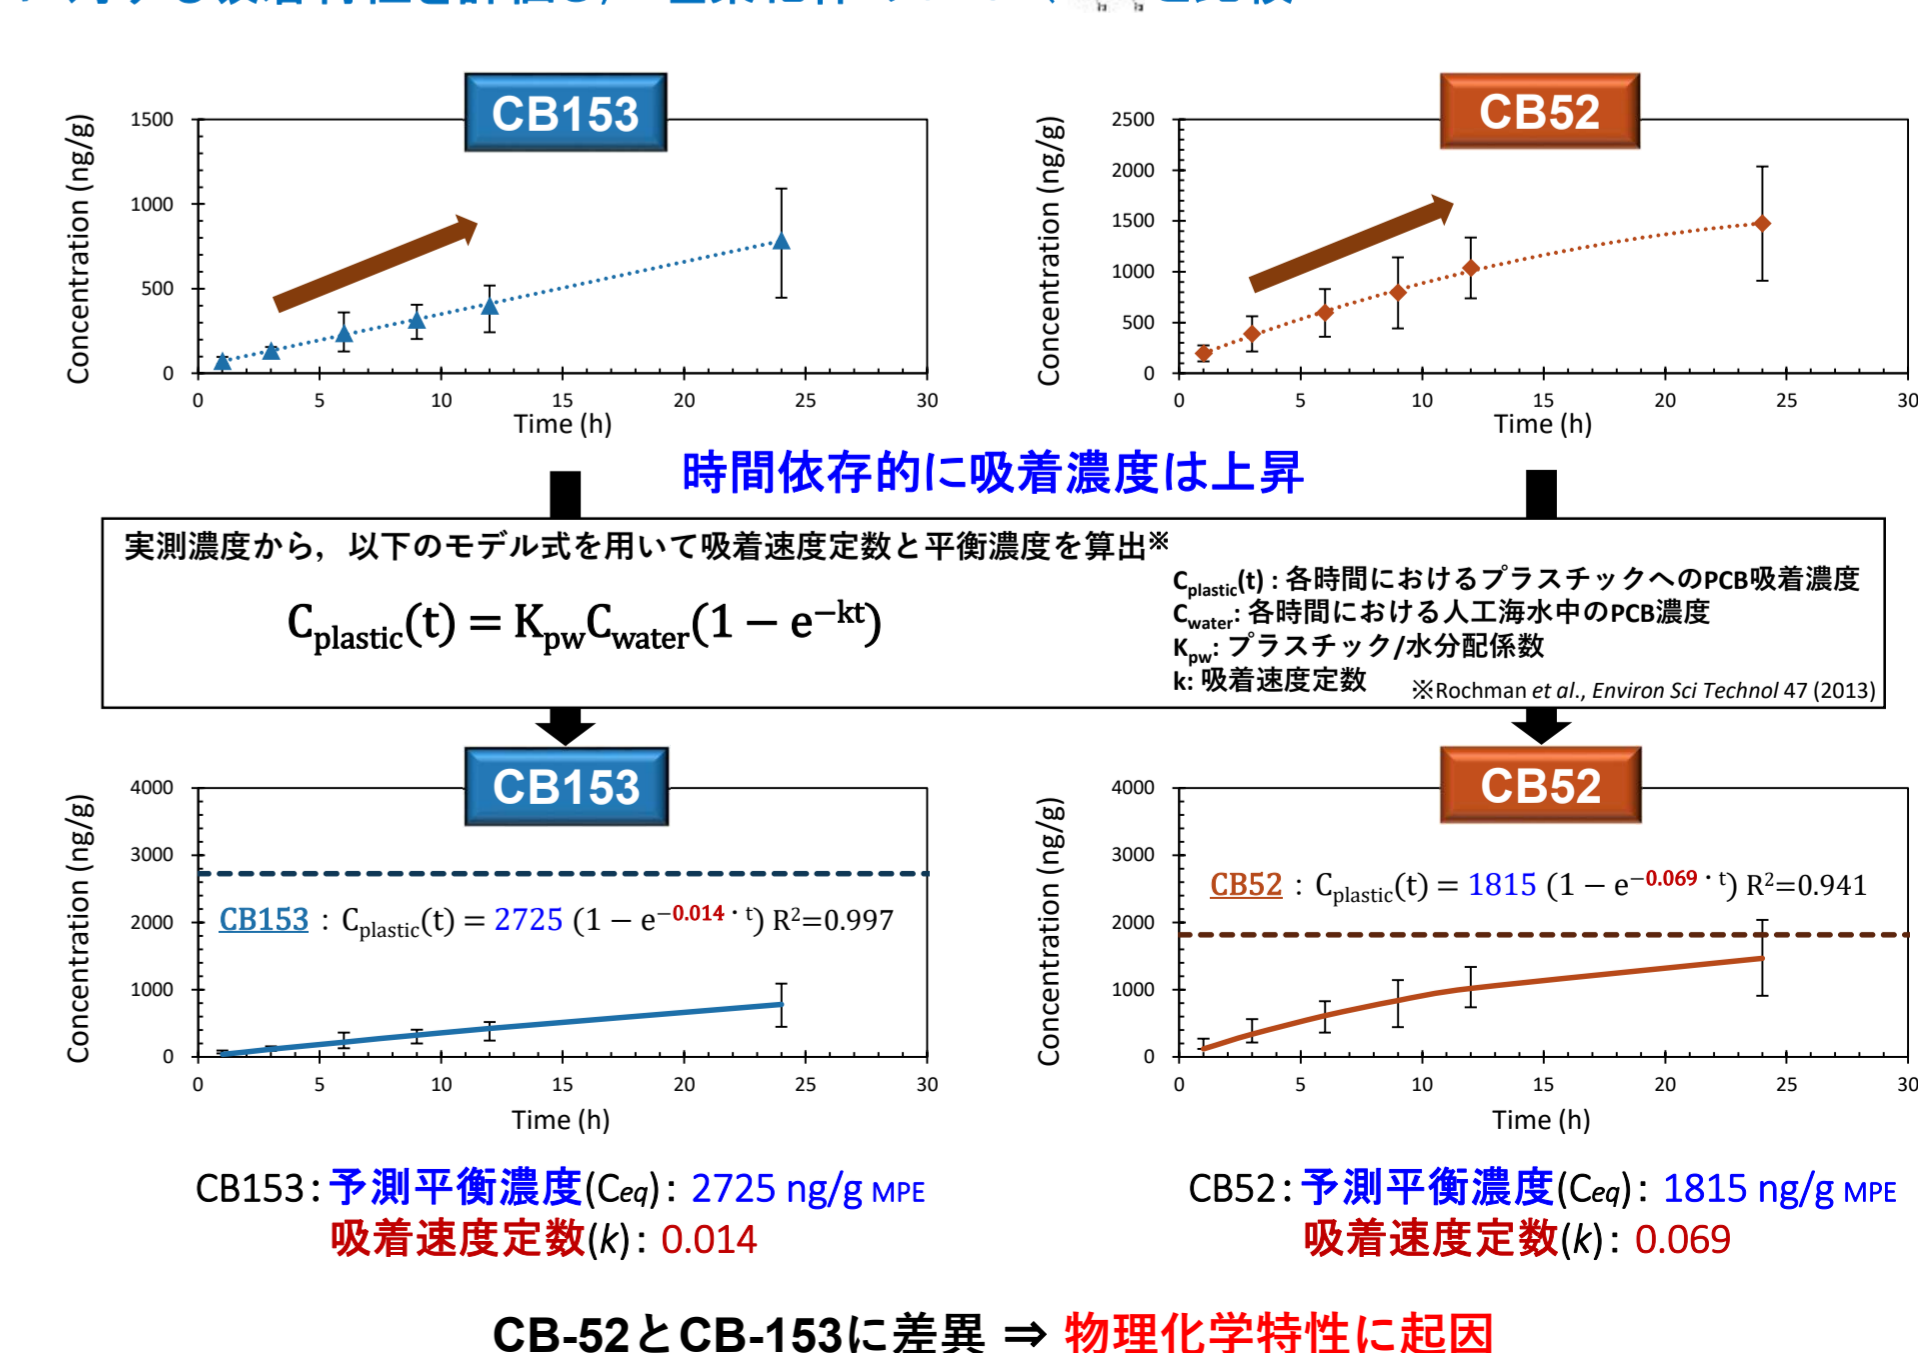 CB153
CB52
Concentration (ng/g)
1500
1000
500
0
0 5 10 15 20 25 30
Time (h)
Concentration (ng/g)
2500
2000
1500
1000
500
0
0 5 10 15 20 25 30
Time (h)
時間依存的に吸着濃度は上昇
実測濃度から，以下のモデル式を用いて吸着速度定数と平衡濃度を算出※
Cplastic(t) = KpwCwater(1 − e−kt)
Cplastic(t) : 各時間におけるプラスチックへのPCB吸着濃度
Cwater: 各時間における人工海水中のPCB濃度
Kpw: プラスチック/水分配係数
k: 吸着速度定数
※Rochman et al., Environ Sci Technol 47 (2013)
CB153
CB52
Concentration (ng/g)
4000
3000
2000
1000
0
CB153 : Cplastic(t) = 2725 (1 − e−0.014・t) R²=0.997
0 5 10 15 20 25 30
Time (h)
Concentration (ng/g)
4000
3000
2000
1000
0
CB52 : Cplastic(t) = 1815 (1 − e−0.069・t) R²=0.941
0 5 10 15 20 25 30
Time (h)
CB153：予測平衡濃度(Ceq)：2725 ng/g MPE
吸着速度定数(k)：0.014
CB52：予測平衡濃度(Ceq)：1815 ng/g MPE
吸着速度定数(k)：0.069
CB-52とCB-153に差異 ⇒ 物理化学特性に起因